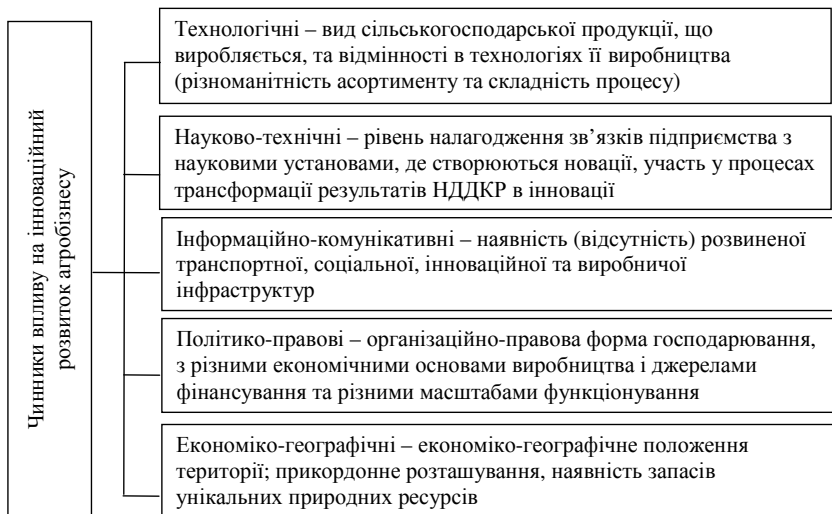 Чинники впливу на інноваційний
розвиток агробізнесу
Технологічні – вид сільськогосподарської продукції, що
виробляється, та відмінності в технологіях її виробництва
(різноманітність асортименту та складність процесу)
Науково-технічні – рівень налагодження зв’язків підприємства з
науковими установами, де створюються новації, участь у процесах
трансформації результатів НДДКР в інновації
Інформаційно-комунікативні – наявність (відсутність) розвиненої
транспортної, соціальної, інноваційної та виробничої
інфраструктур
Політико-правові – організаційно-правова форма господарювання,
з різними економічними основами виробництва і джерелами
фінансування та різними масштабами функціонування
Економіко-географічні – економіко-географічне положення
території; прикордонне розташування, наявність запасів
унікальних природних ресурсів